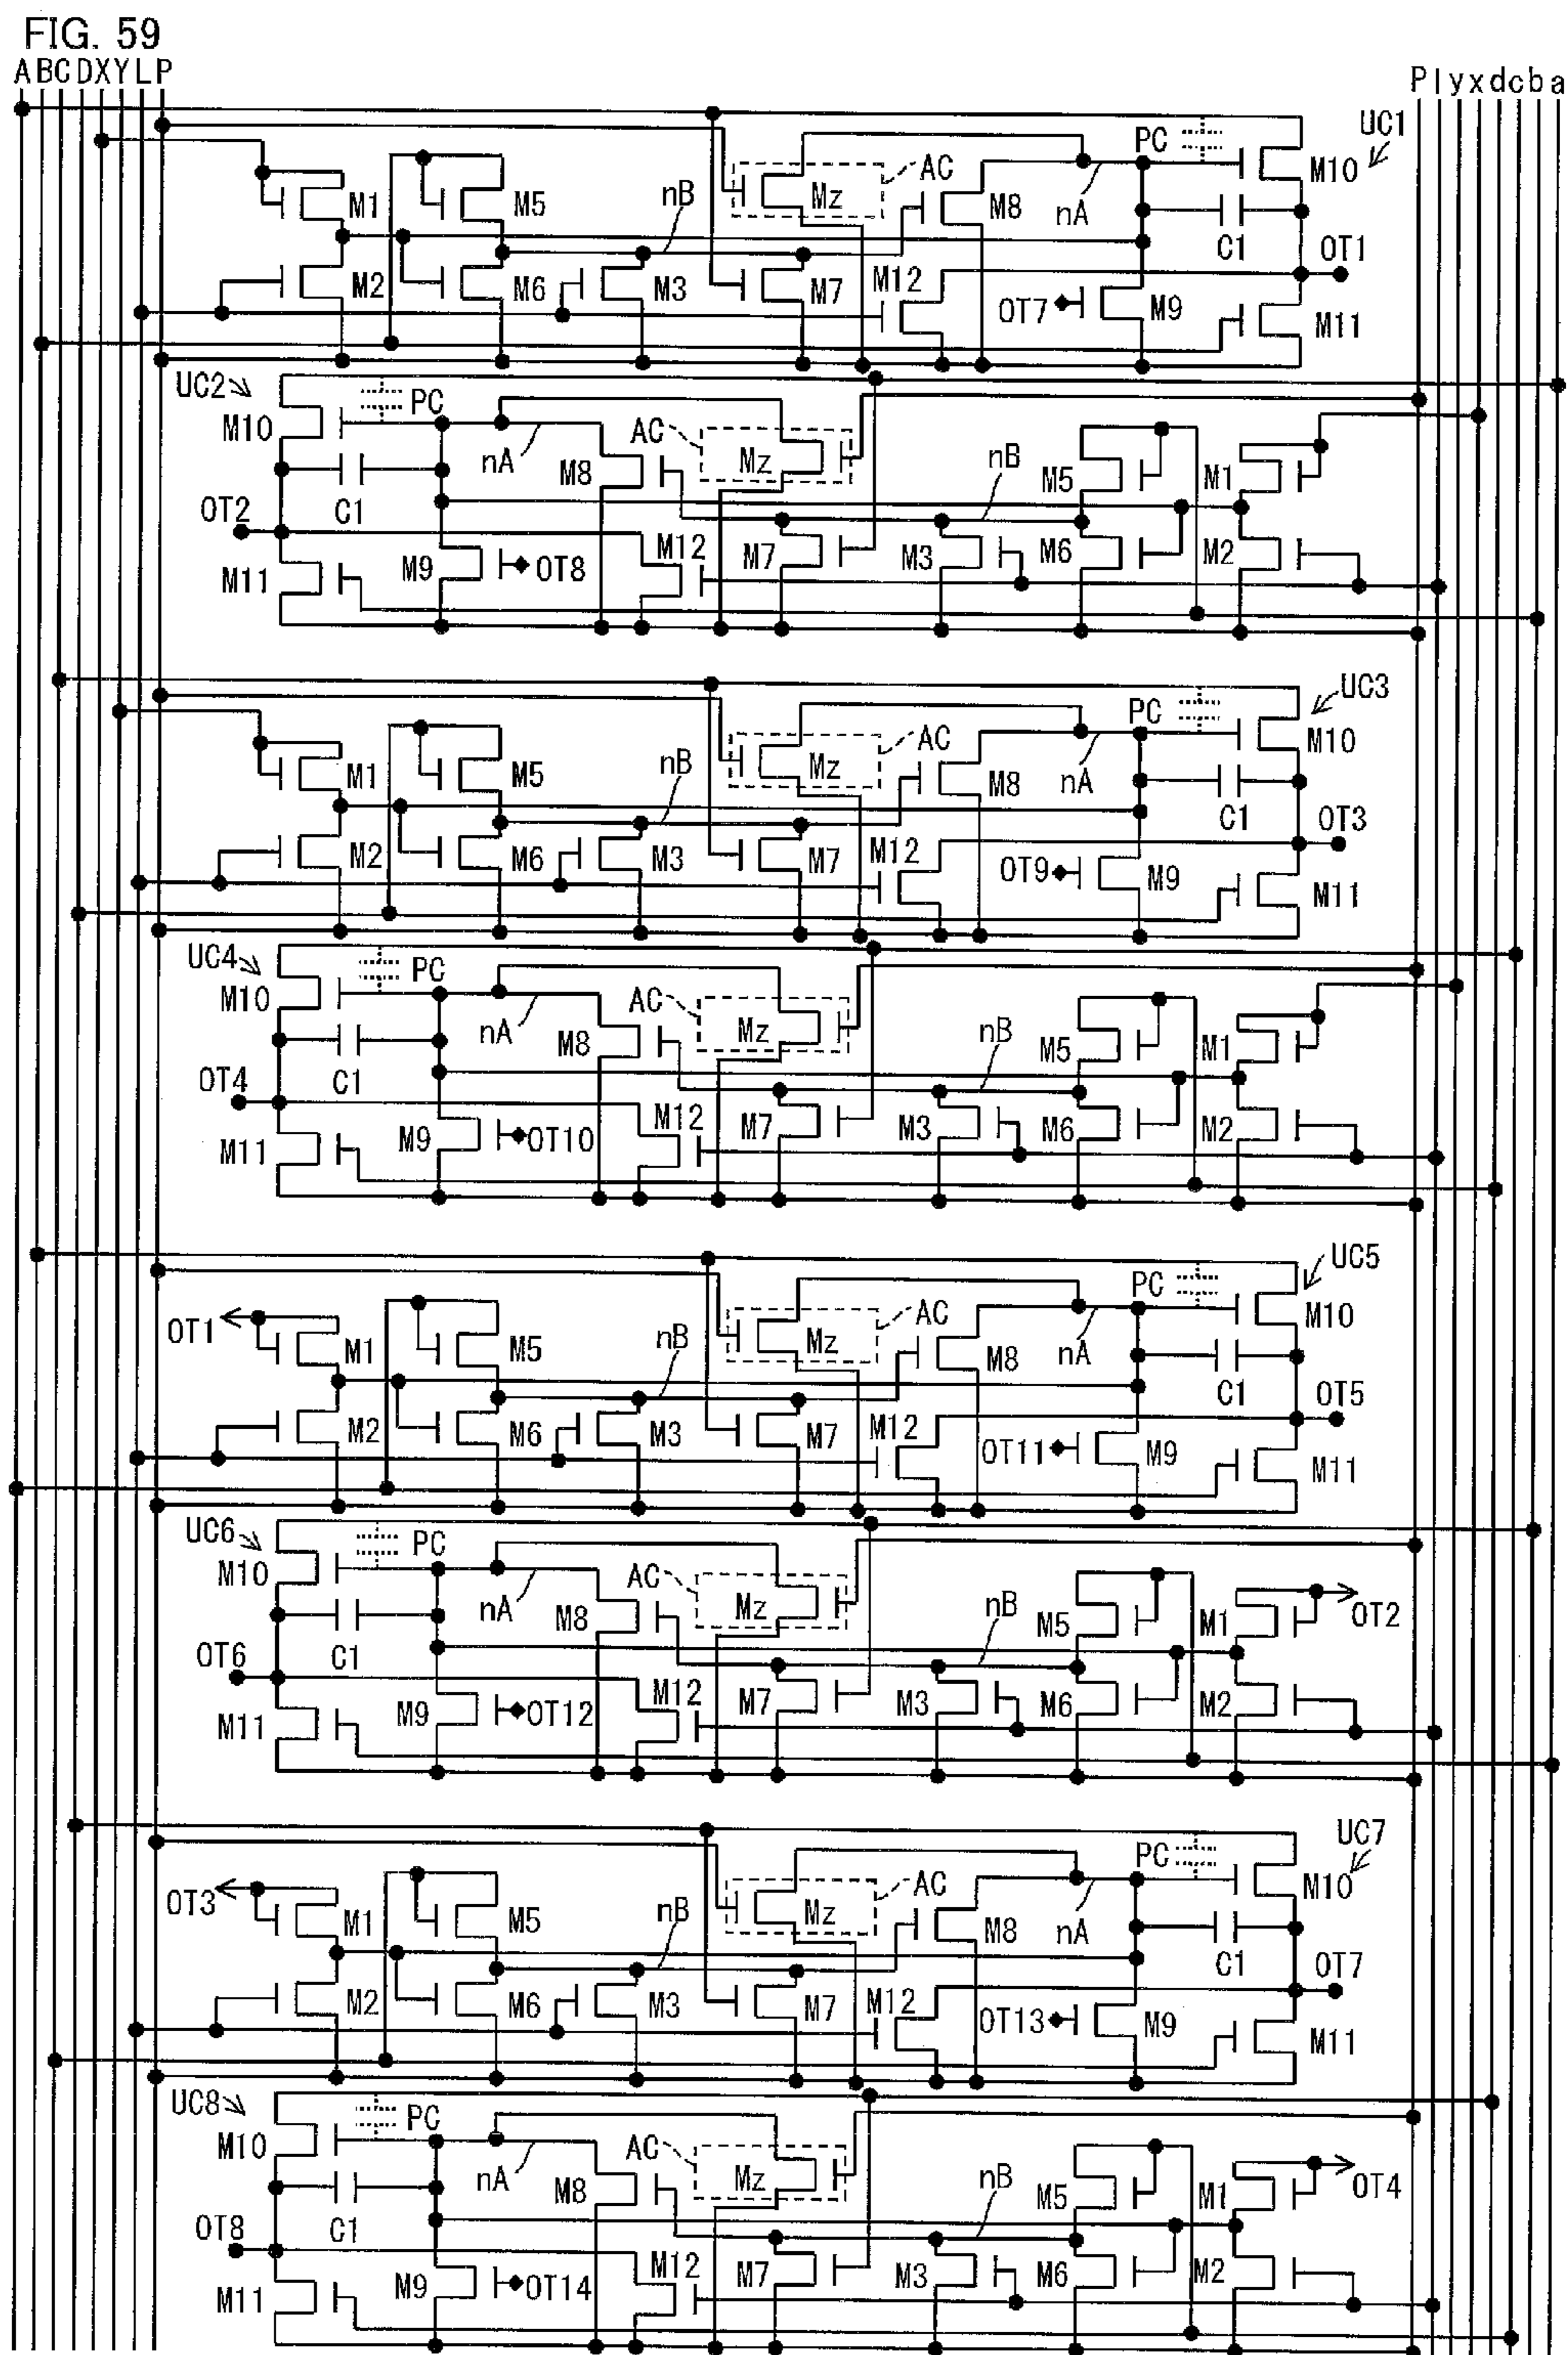 FIG. 59
A B C D X Y L P
P l y x d c b a
PC UC1
AC M10
M1 M5 nB Mz M8 nA
C1 OT1
M2 M6 M3 M7 M12 OT7 M9 M11
UC2 PC
M10 AC nB
nA M8 Mz M5 M1
OT2 C1
M12 M7 M3 M6 M2
M11 M9 OT8
UC3
PC
AC M10
M1 M5 nB Mz M8 nA
C1 OT3
M2 M6 M3 M7 M12 OT9 M9 M11
UC4 PC
M10 AC nB
nA M8 Mz M5 M1
OT4 C1
M12 M7 M3 M6 M2
M11 M9 OT10
UC5
PC
OT1 AC M10
M1 M5 nB Mz M8 nA
C1 OT5
M2 M6 M3 M7 M12 OT11 M9 M11
UC6 PC
M10 AC nB OT2
nA M8 Mz M5 M1
OT6 C1
M12 M7 M3 M6 M2
M11 M9 OT12
UC7
PC
OT3 AC M10
M1 M5 nB Mz M8 nA
C1 OT7
M2 M6 M3 M7 M12 OT13 M9 M11
UC8 PC
M10 AC nB OT4
nA M8 Mz M5 M1
OT8 C1
M12 M7 M3 M6 M2
M11 M9 OT14